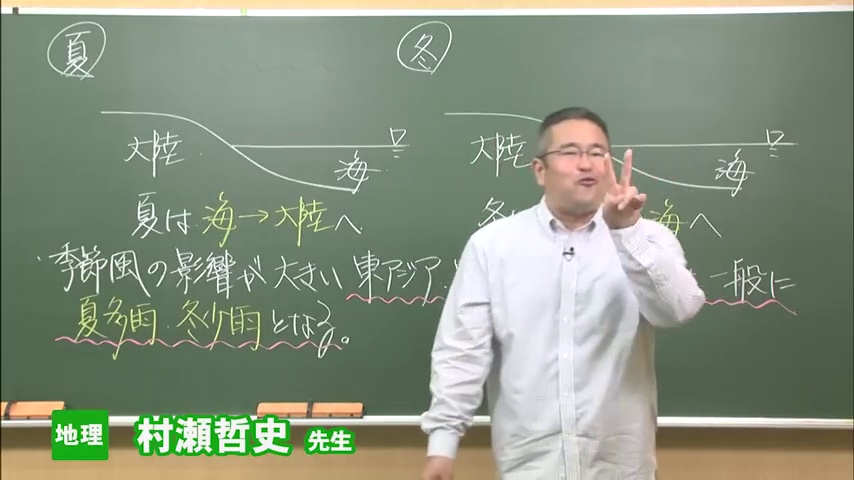 夏
冬
大陸 海
大陸 海
夏は 海→大陸へ
冬 海へ
・季節風の影響が大きい東アジア 一般に
夏多雨・冬少雨となる。
地理 村瀬哲史 先生